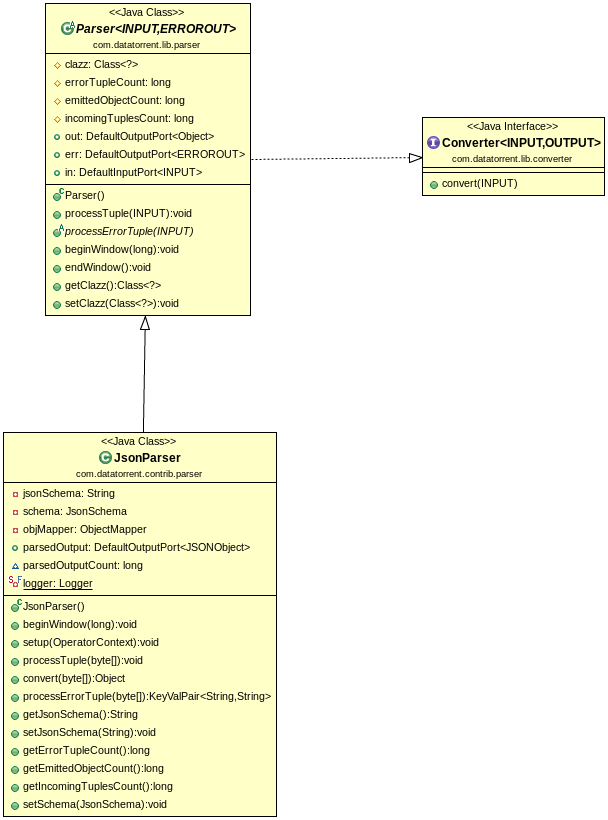 <<Java Class>>
Parser<INPUT,ERROROUT>
com.datatorrent.lib.parser
clazz: Class<?>
errorTupleCount: long
emittedObjectCount: long
incomingTuplesCount: long
out: DefaultOutputPort<Object>
err: DefaultOutputPort<ERROROUT>
in: DefaultInputPort<INPUT>
Parser()
processTuple(INPUT):void
processErrorTuple(INPUT)
beginWindow(long):void
endWindow():void
getClazz():Class<?>
setClazz(Class<?>):void
<<Java Interface>>
Converter<INPUT,OUTPUT>
com.datatorrent.lib.converter
convert(INPUT)
<<Java Class>>
JsonParser
com.datatorrent.contrib.parser
jsonSchema: String
schema: JsonSchema
objMapper: ObjectMapper
parsedOutput: DefaultOutputPort<JSONObject>
parsedOutputCount: long
logger: Logger
JsonParser()
beginWindow(long):void
setup(OperatorContext):void
processTuple(byte[]):void
convert(byte[]):Object
processErrorTuple(byte[]):KeyValPair<String,String>
getJsonSchema():String
setJsonSchema(String):void
getErrorTupleCount():long
getEmittedObjectCount():long
getIncomingTuplesCount():long
setSchema(JsonSchema):void